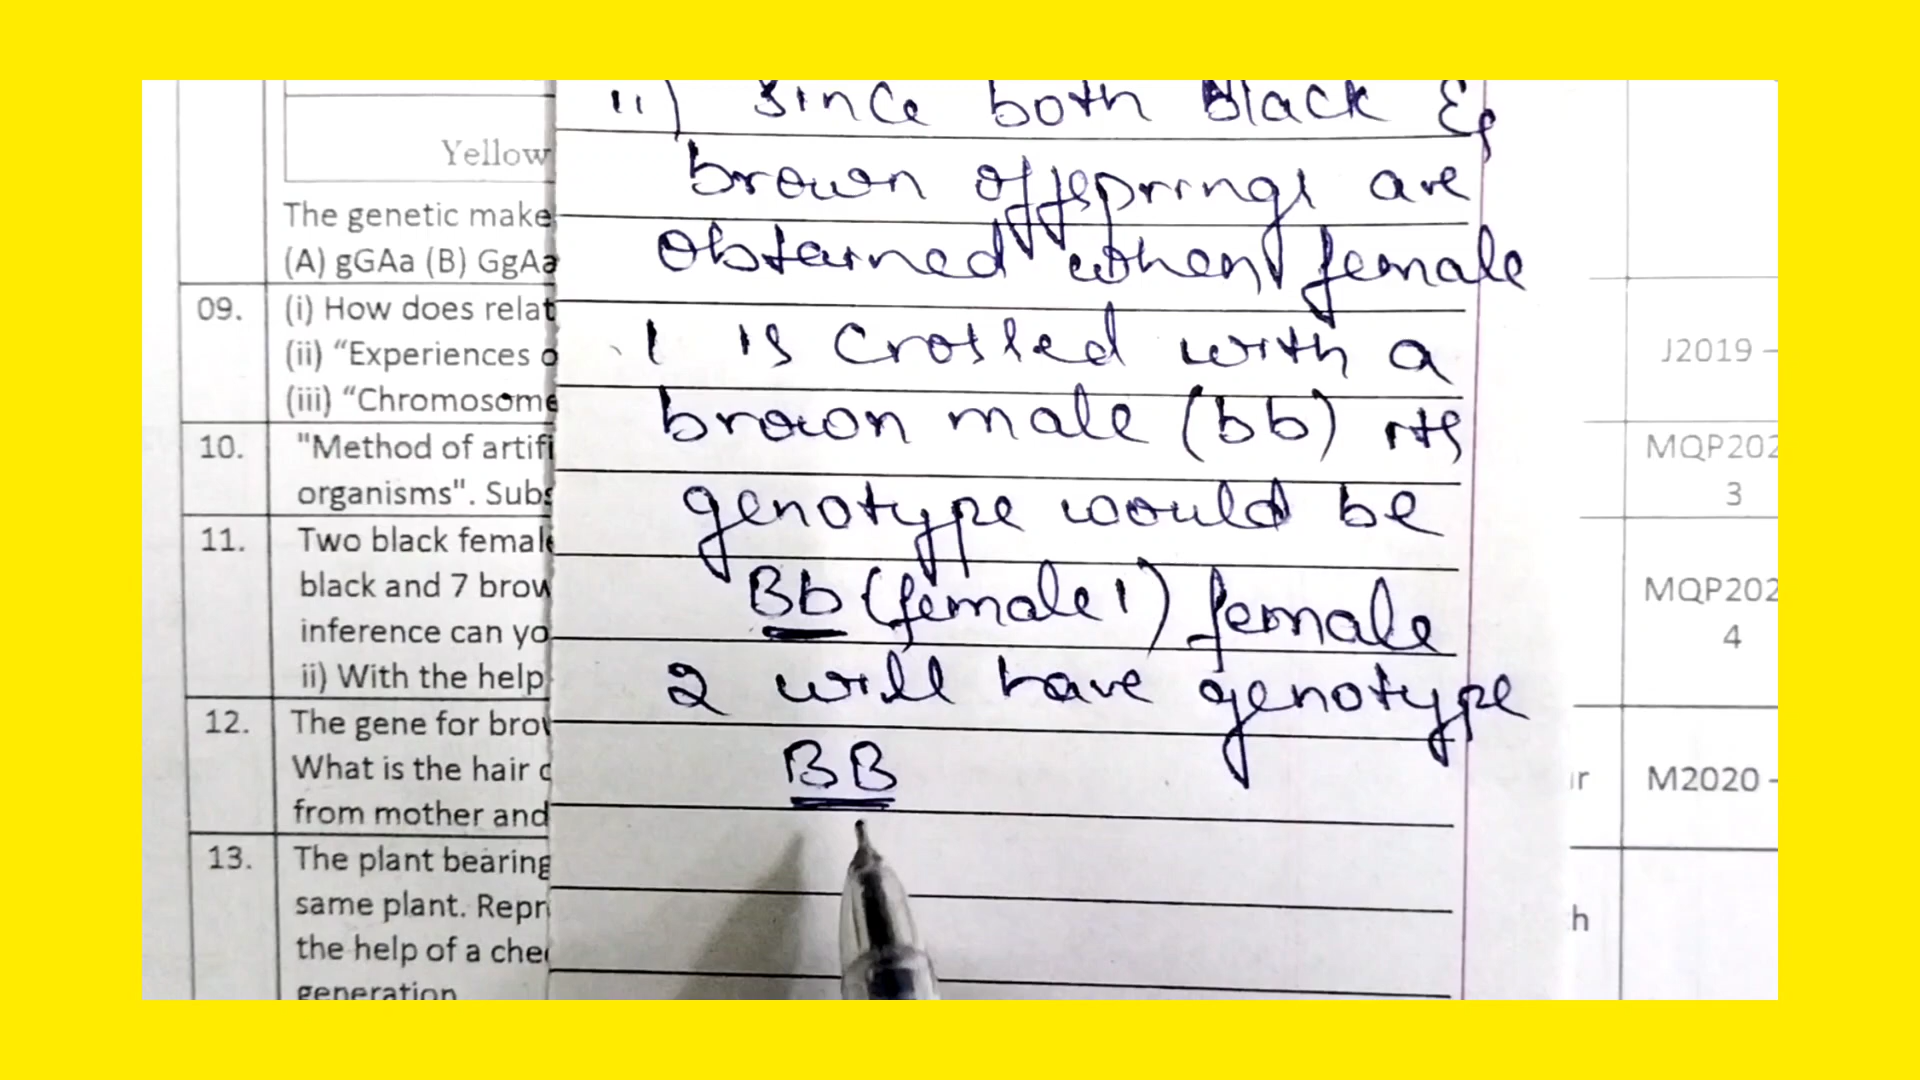 Yellow
The genetic make
(A) gGAa (B) GgAa
09. (i) How does relat
(ii) “Experiences o
(iii) “Chromosome
10. "Method of artifi
organisms". Subs
11. Two black female
black and 7 brow
inference can yo
ii) With the help
12. The gene for brow
What is the hair c
from mother and
13. The plant bearing
same plant. Repr
the help of a che
generation
ii) Since both Black &
brown offsprings are
obtained when female
1 is crossed with a
brown male (bb) its
genotype would be
Bb (female 1) female
2 will have genotype
BB
J2019 –
MQP202
3
MQP202
4
ir M2020 -
h